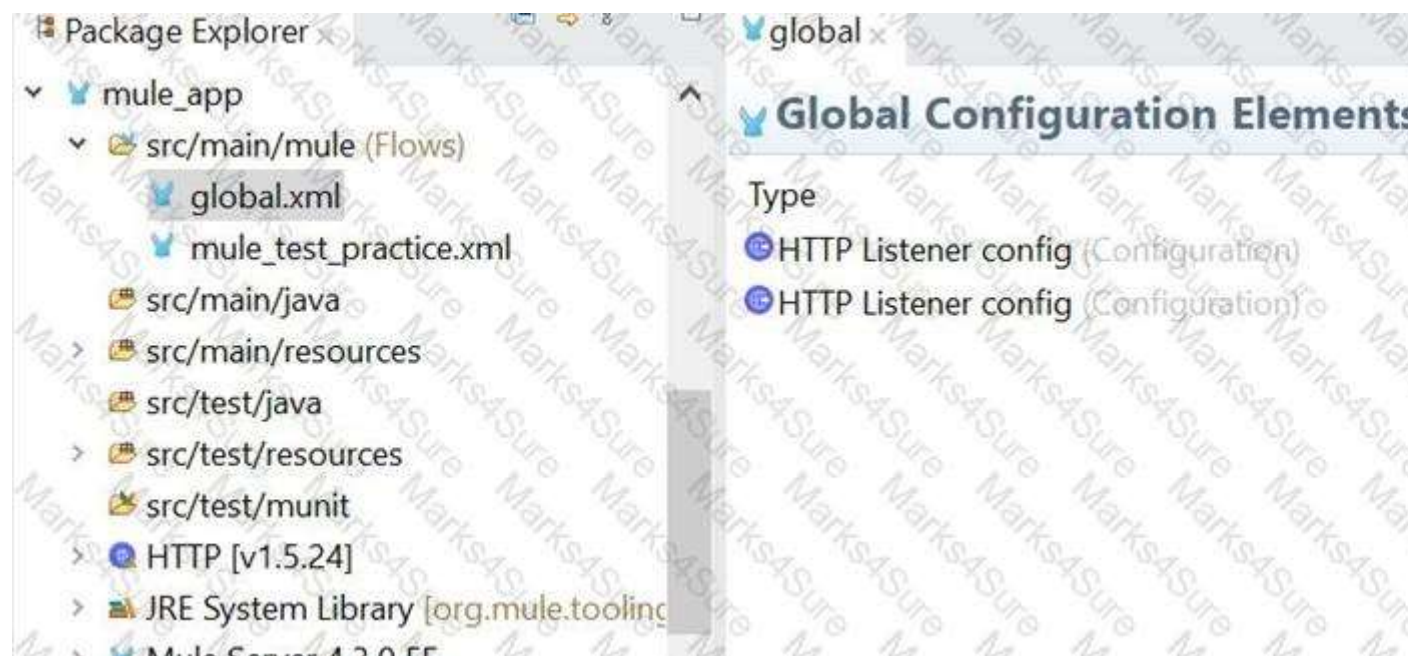 Package Explorer
mule_app
src/main/mule (Flows)
global.xml
mule_test_practice.xml
src/main/java
src/main/resources
src/test/java
src/test/resources
src/test/munit
HTTP [v1.5.24]
JRE System Library [org.mule.tooling
global
Global Configuration Elements
Type
HTTP Listener config (Configuration)
HTTP Listener config (Configuration)
Marks4Sure